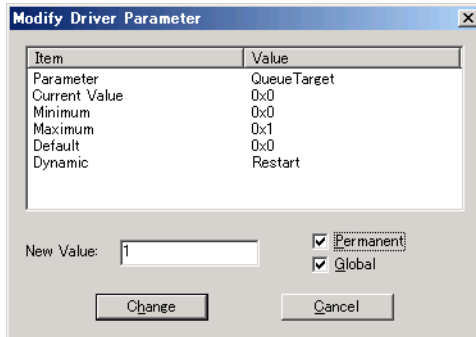 Modify Driver Parameter
Item Value
Parameter QueueTarget
Current Value 0x0
Minimum 0x0
Maximum 0x1
Default 0x0
Dynamic Restart
New Value: 1
Permanent
Global
Change Cancel